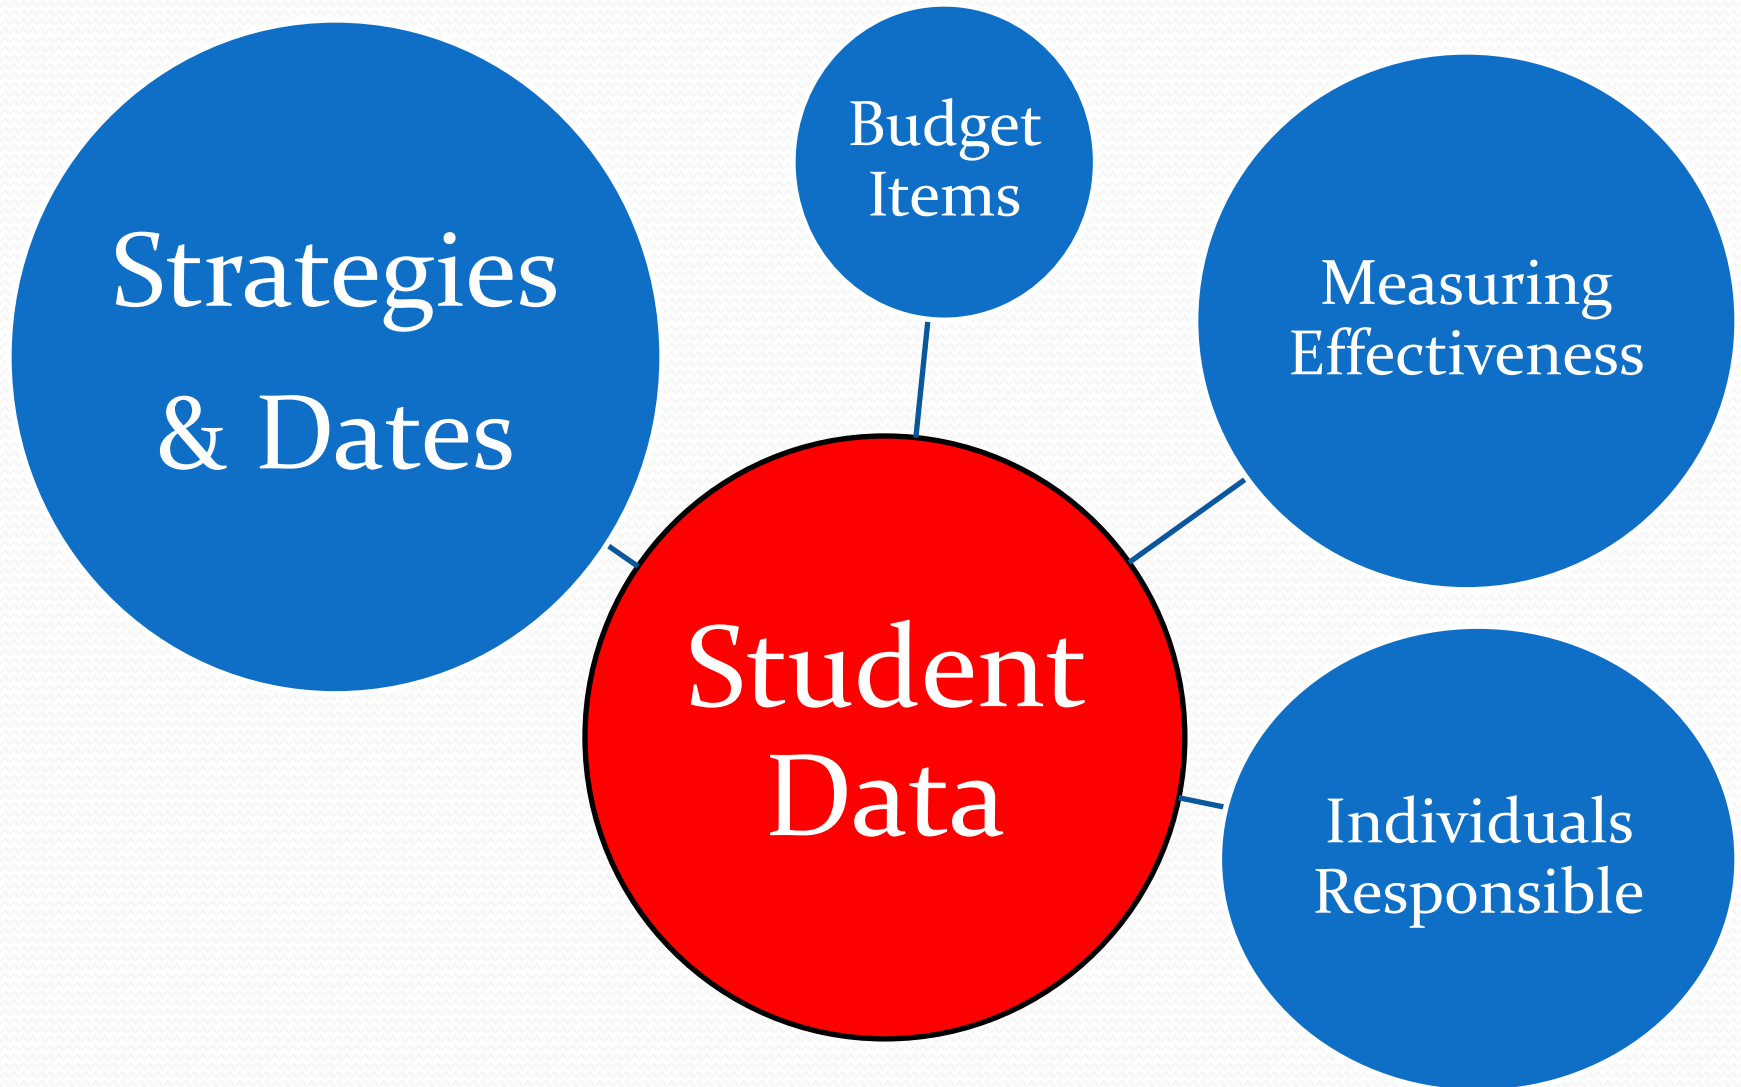 Strategies
& Dates
Budget
Items
Measuring
Effectiveness
Student
Data
Individuals
Responsible